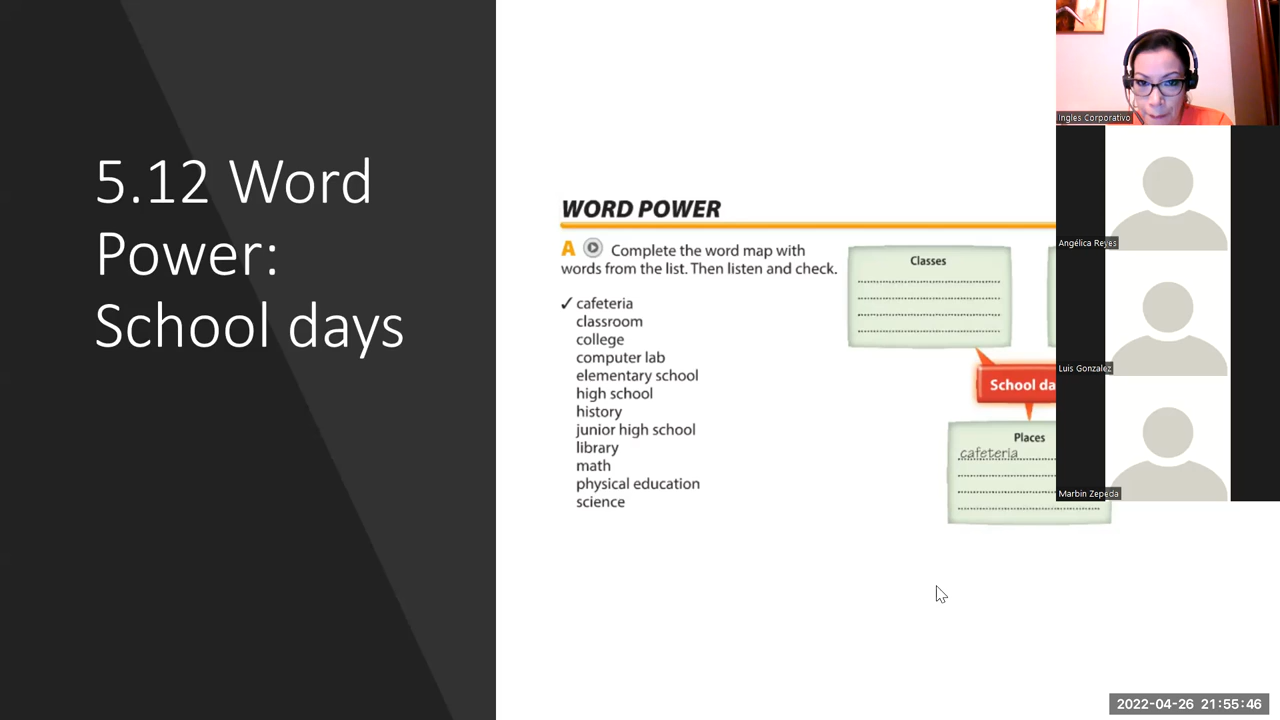 5.12 Word
Power:
School days
WORD POWER
A Complete the word map with
words from the list. Then listen and check.
✓ cafeteria
classroom
college
computer lab
elementary school
high school
history
junior high school
library
math
physical education
science
Classes
School da
Places
cafeteria
Ingles Corporativo
Angélica Reyes
Luis Gonzalez
Marbin Zepeda
2022-04-26 21:55:46